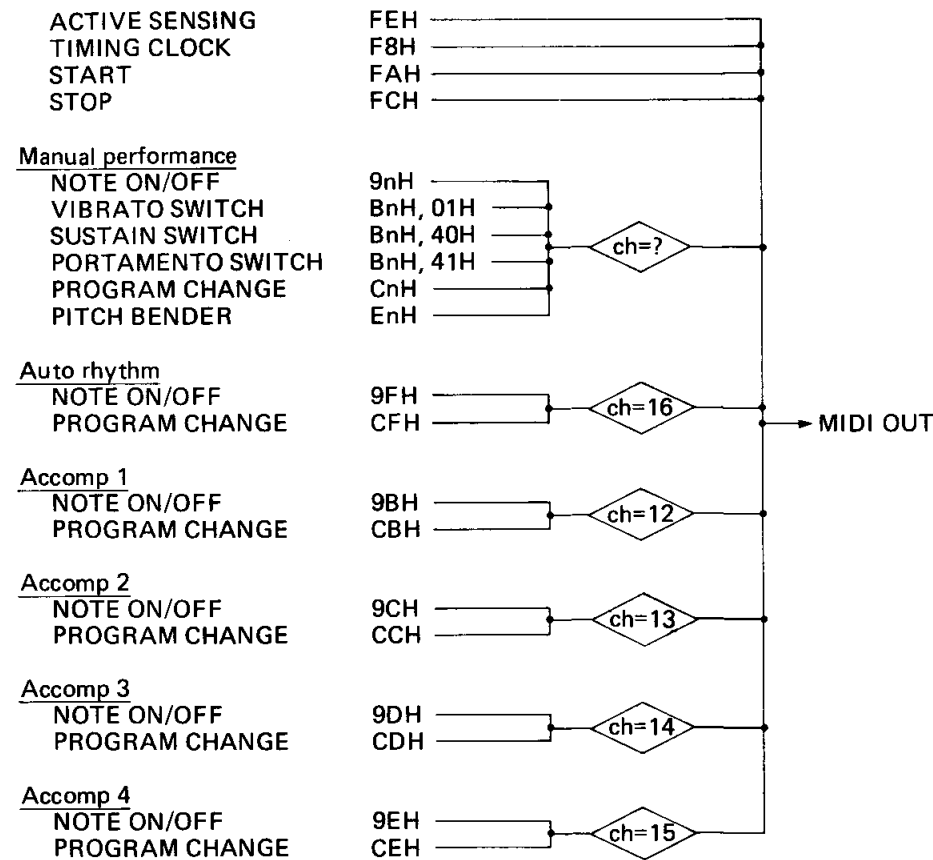 ACTIVE SENSING FEH
TIMING CLOCK F8H
START FAH
STOP FCH
Manual performance
NOTE ON/OFF 9nH
VIBRATO SWITCH BnH, 01H
SUSTAIN SWITCH BnH, 40H
ch=?
PORTAMENTO SWITCH BnH, 41H
PROGRAM CHANGE CnH
PITCH BENDER EnH
Auto rhythm
NOTE ON/OFF 9FH
ch=16
PROGRAM CHANGE CFH
MIDI OUT
Accomp 1
NOTE ON/OFF 9BH
ch=12
PROGRAM CHANGE CBH
Accomp 2
NOTE ON/OFF 9CH
ch=13
PROGRAM CHANGE CCH
Accomp 3
NOTE ON/OFF 9DH
ch=14
PROGRAM CHANGE CDH
Accomp 4
NOTE ON/OFF 9EH
ch=15
PROGRAM CHANGE CEH